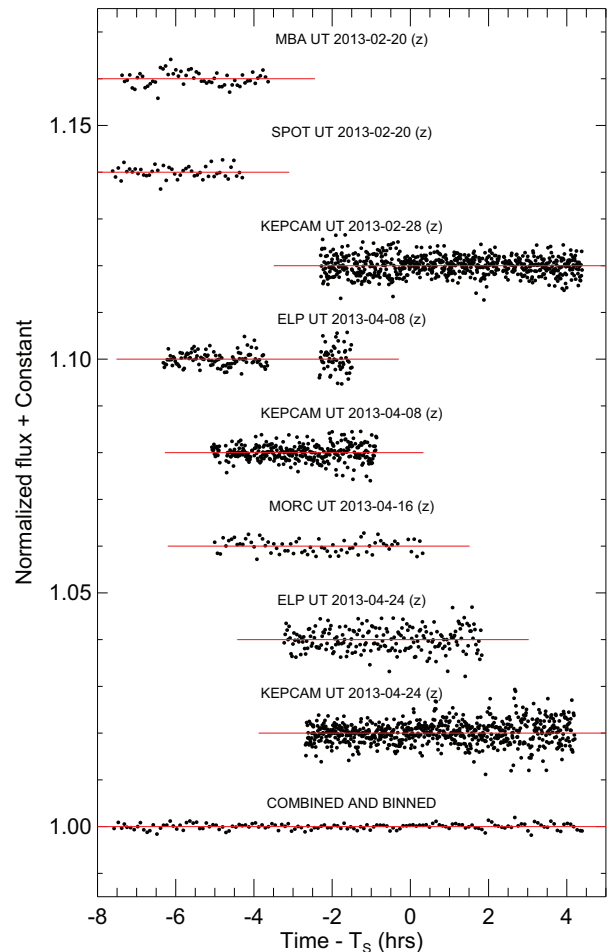 MBA UT 2013-02-20 (z)
1.15
SPOT UT 2013-02-20 (z)
KEPCAM UT 2013-02-28 (z)
ELP UT 2013-04-08 (z)
1.10
KEPCAM UT 2013-04-08 (z)
Normalized flux + Constant
MORC UT 2013-04-16 (z)
1.05
ELP UT 2013-04-24 (z)
KEPCAM UT 2013-04-24 (z)
COMBINED AND BINNED
1.00
-8 -6 -4 -2 0 2 4
Time - TS (hrs)